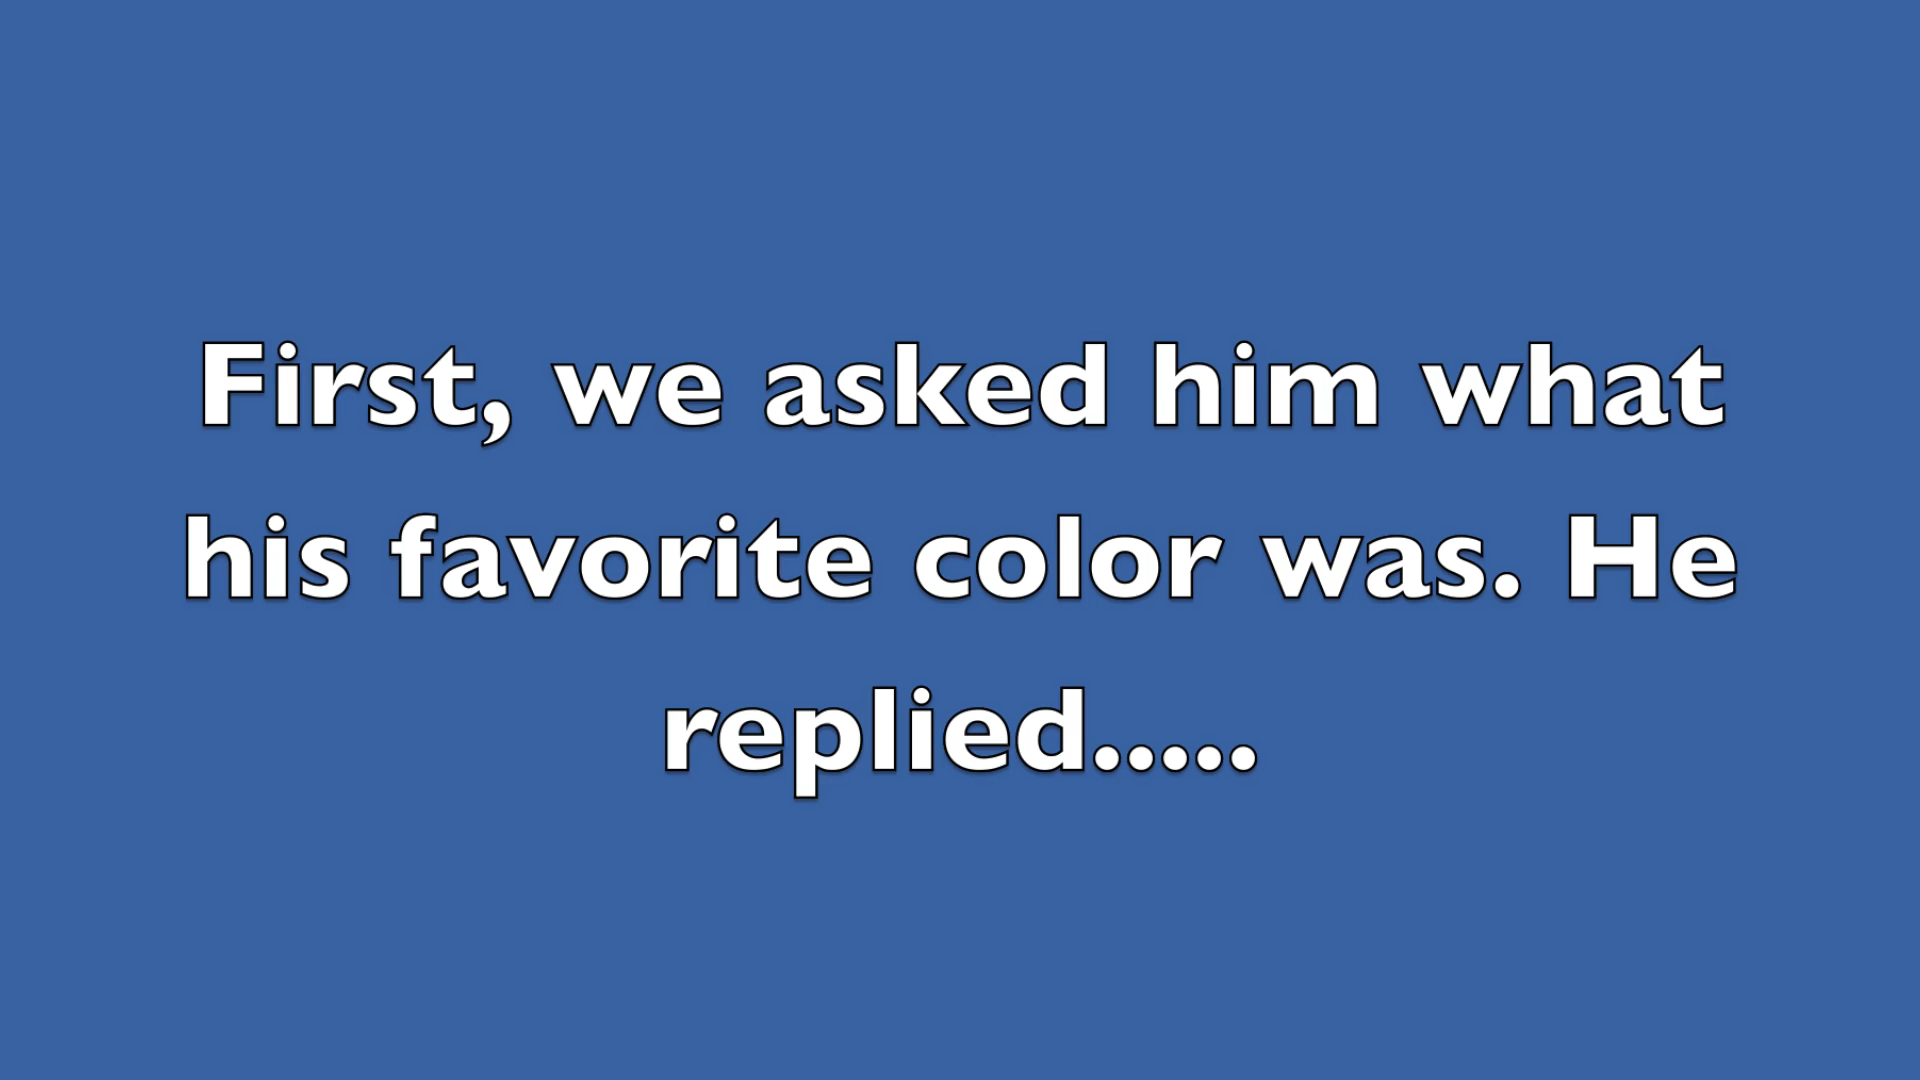 First, we asked him what
his favorite color was. He
replied.....